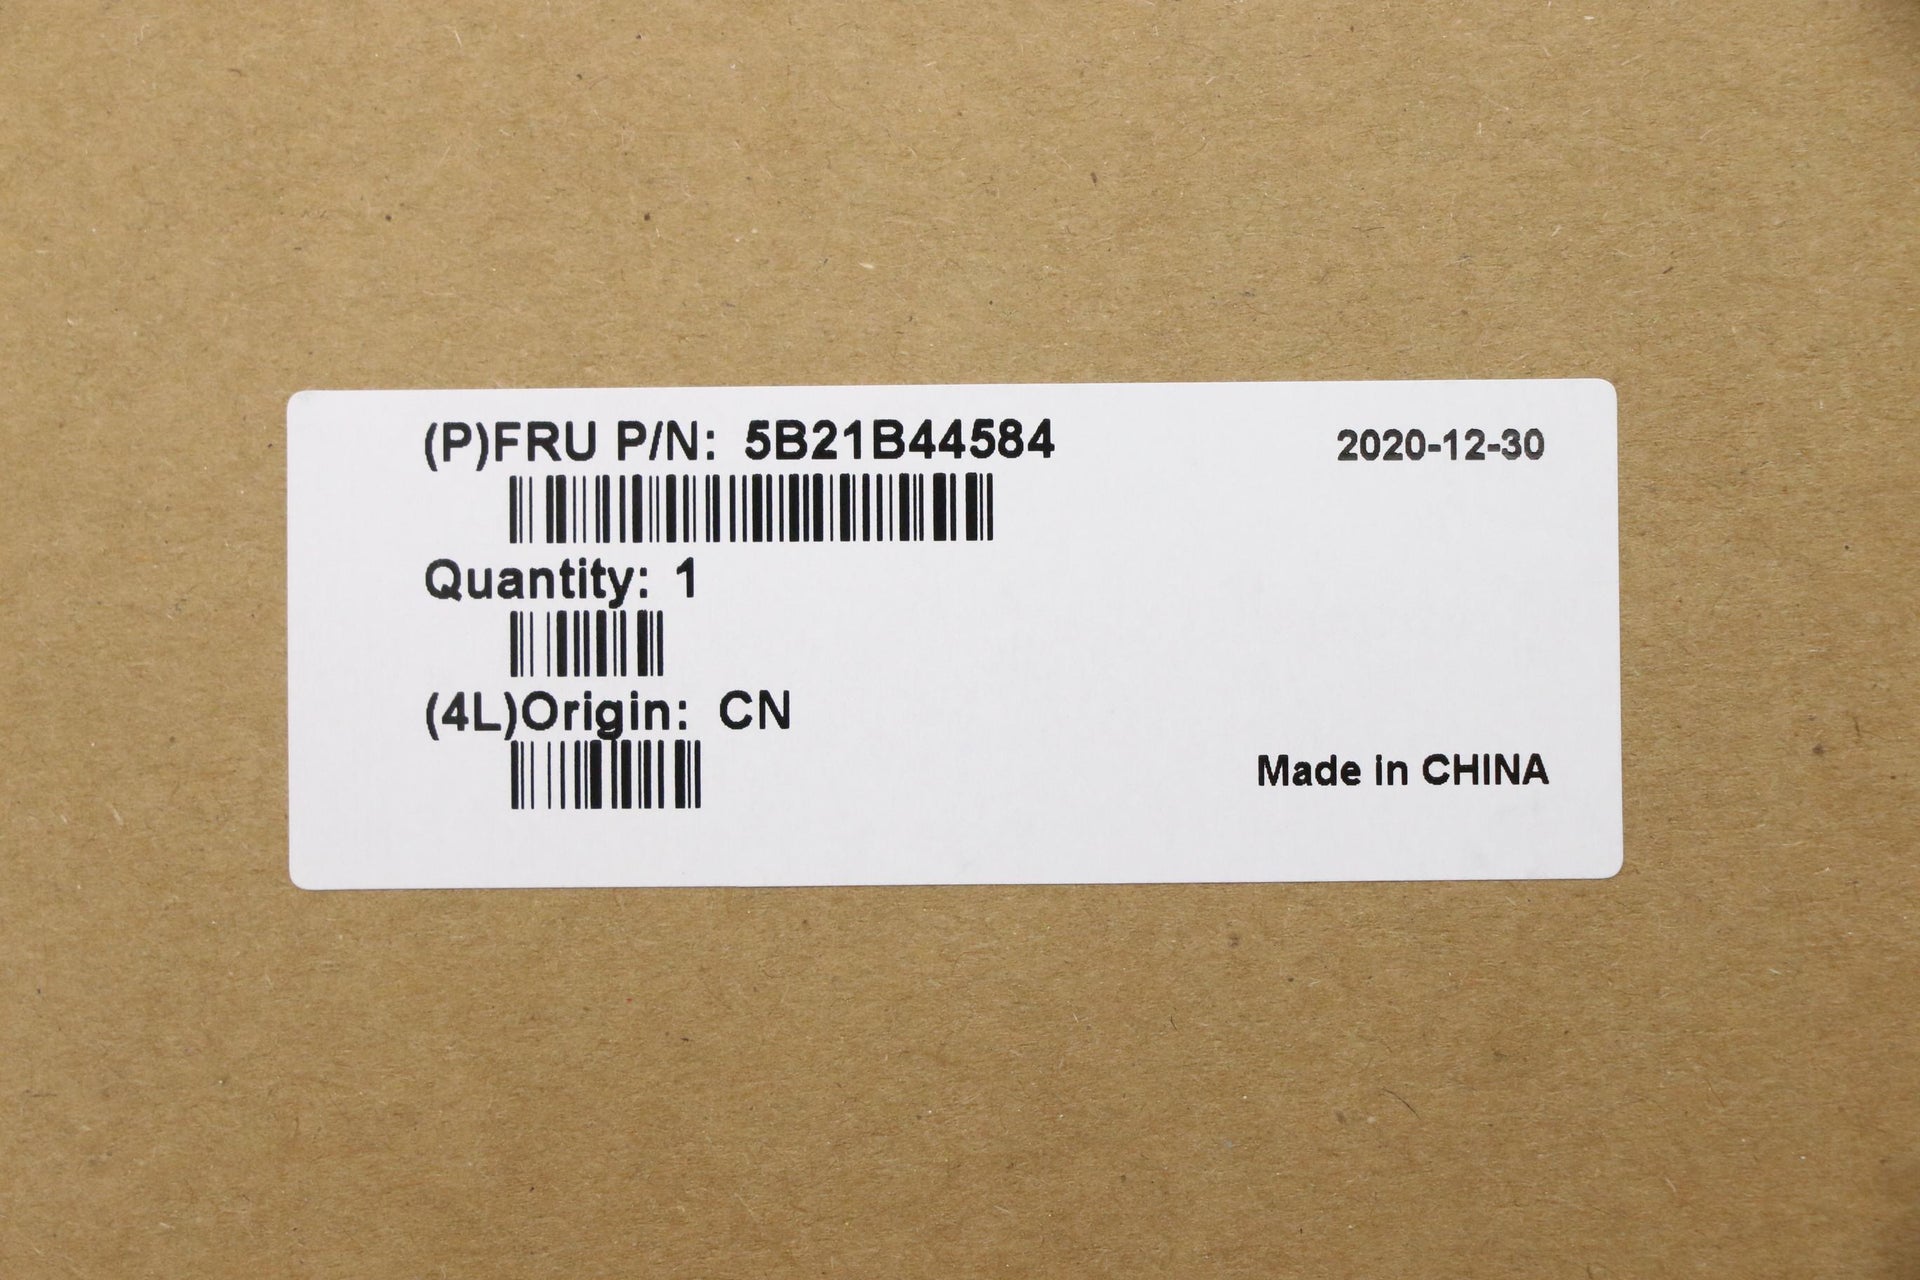 (P)FRU P/N: 5B21B44584
2020-12-30
Quantity: 1
(4L)Origin: CN
Made in CHINA